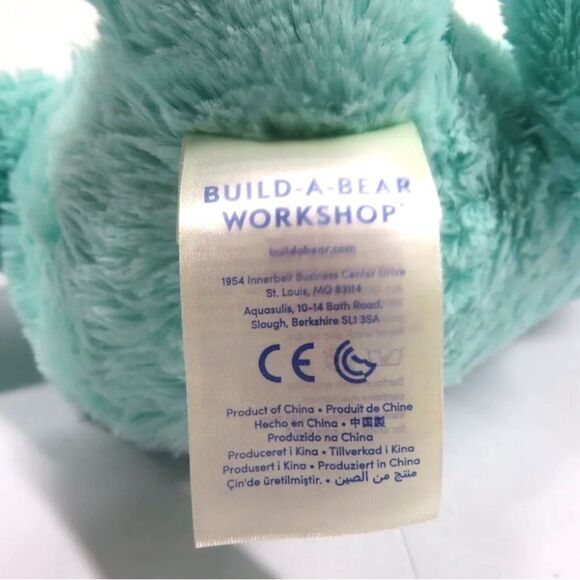 BUILD-A-BEAR
WORKSHOP
buildabear.com
1954 Innerbelt Business Center Drive
St. Louis, MO 63114
Aquasulis, 10-14 Bath Road,
Slough, Berkshire SL1 3SA
CE
Product of China • Produit de Chine
Hecho en China • 中国製
Produzido na China
Produceret i Kina • Tillverkad i Kina
Produsert i Kina • Produziert in China
Çin'de üretilmiştir. • منتج من الصين